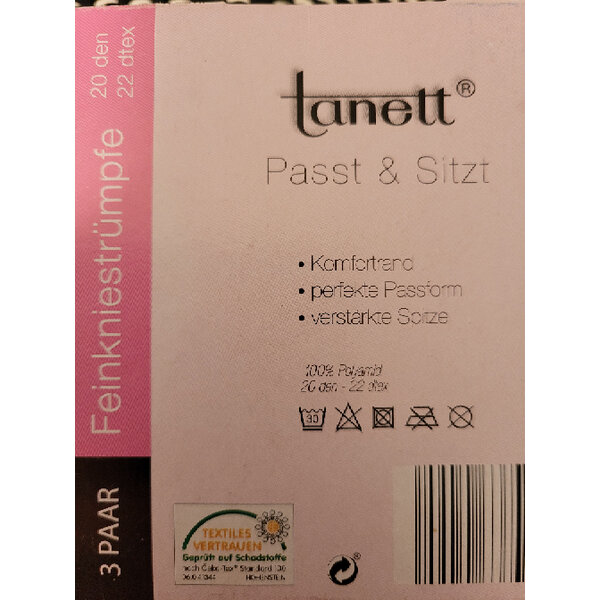 20 den
22 dtex
Feinkniestrümpfe
3 PAAR
tanett®
Passt & Sitzt
• Komfortrand
• perfekte Passform
• verstärkte Spitze
100% Polyamid
20 den - 22 dtex
30
TEXTILES
VERTRAUEN
Geprüft auf Schadstoffe
nach Oeko-Tex® Standard 100
HOHENSTEIN